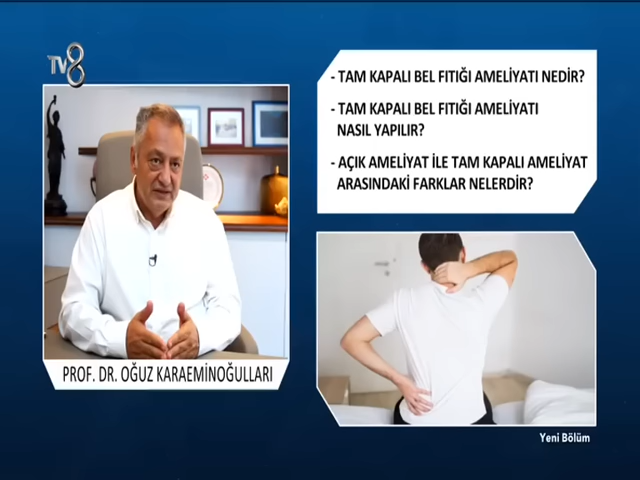 TV8
- TAM KAPALI BEL FITIĞI AMELİYATI NEDİR?
- TAM KAPALI BEL FITIĞI AMELİYATI
NASIL YAPILIR?
- AÇIK AMELİYAT İLE TAM KAPALI AMELİYAT
ARASINDAKİ FARKLAR NELERDİR?
PROF. DR. OĞUZ KARAEMİNOĞULLARI
Yeni Bölüm